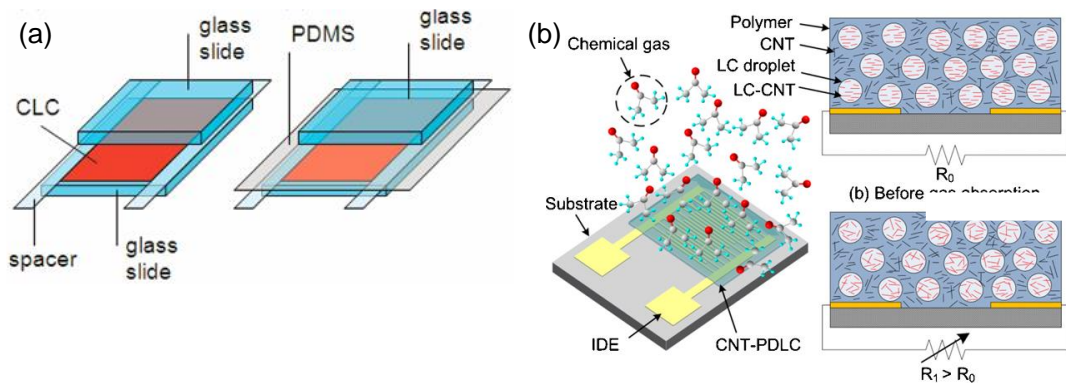 (a)
glass
slide
PDMS
glass
slide
CLC
spacer
glass
slide
(b)
Chemical gas
Substrate
IDE
CNT-PDLC
Polymer
CNT
LC droplet
LC-CNT
R0
(b) Before
R1 > R0